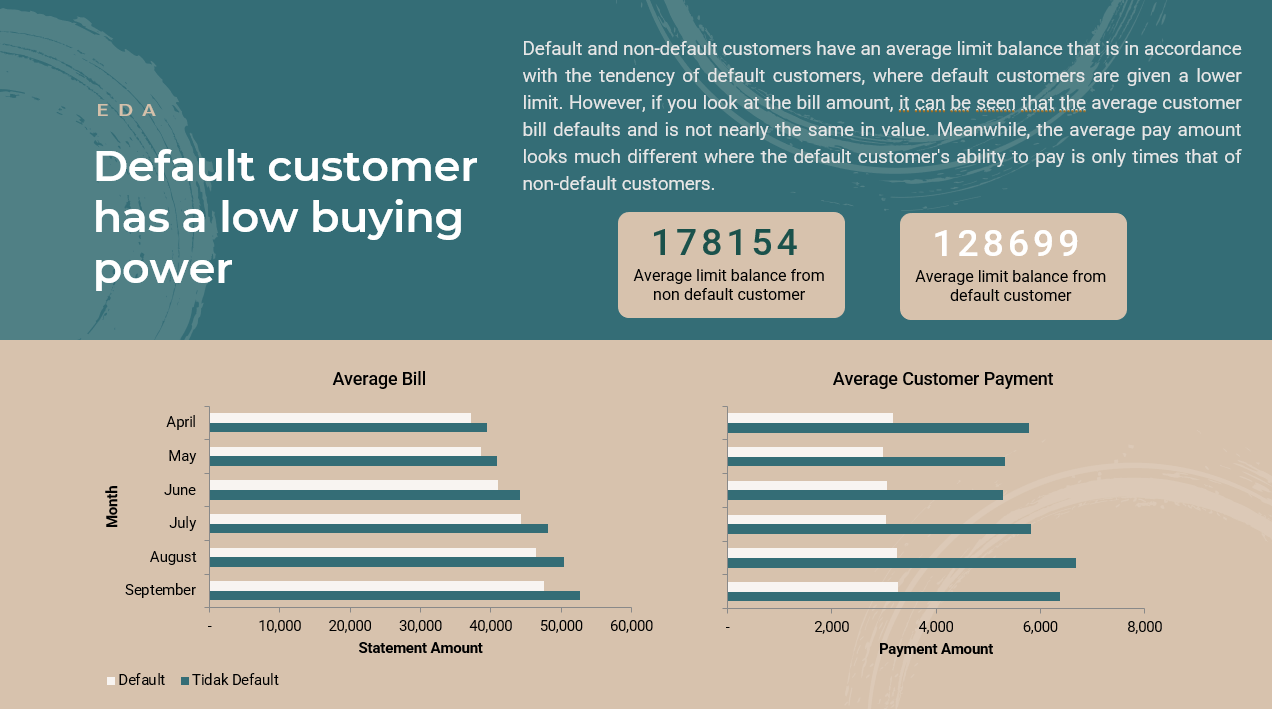 EDA
Default customer
has a low buying
power
Default and non-default customers have an average limit balance that is in accordance
with the tendency of default customers, where default customers are given a lower
limit. However, if you look at the bill amount, it can be seen that the average customer
bill defaults and is not nearly the same in value. Meanwhile, the average pay amount
looks much different where the default customer's ability to pay is only times that of
non-default customers.
178154
Average limit balance from
non default customer
128699
Average limit balance from
default customer
Average Bill
Month
April
May
June
July
August
September
- 10,000 20,000 30,000 40,000 50,000 60,000
Statement Amount
Default Tidak Default
Average Customer Payment
- 2,000 4,000 6,000 8,000
Payment Amount